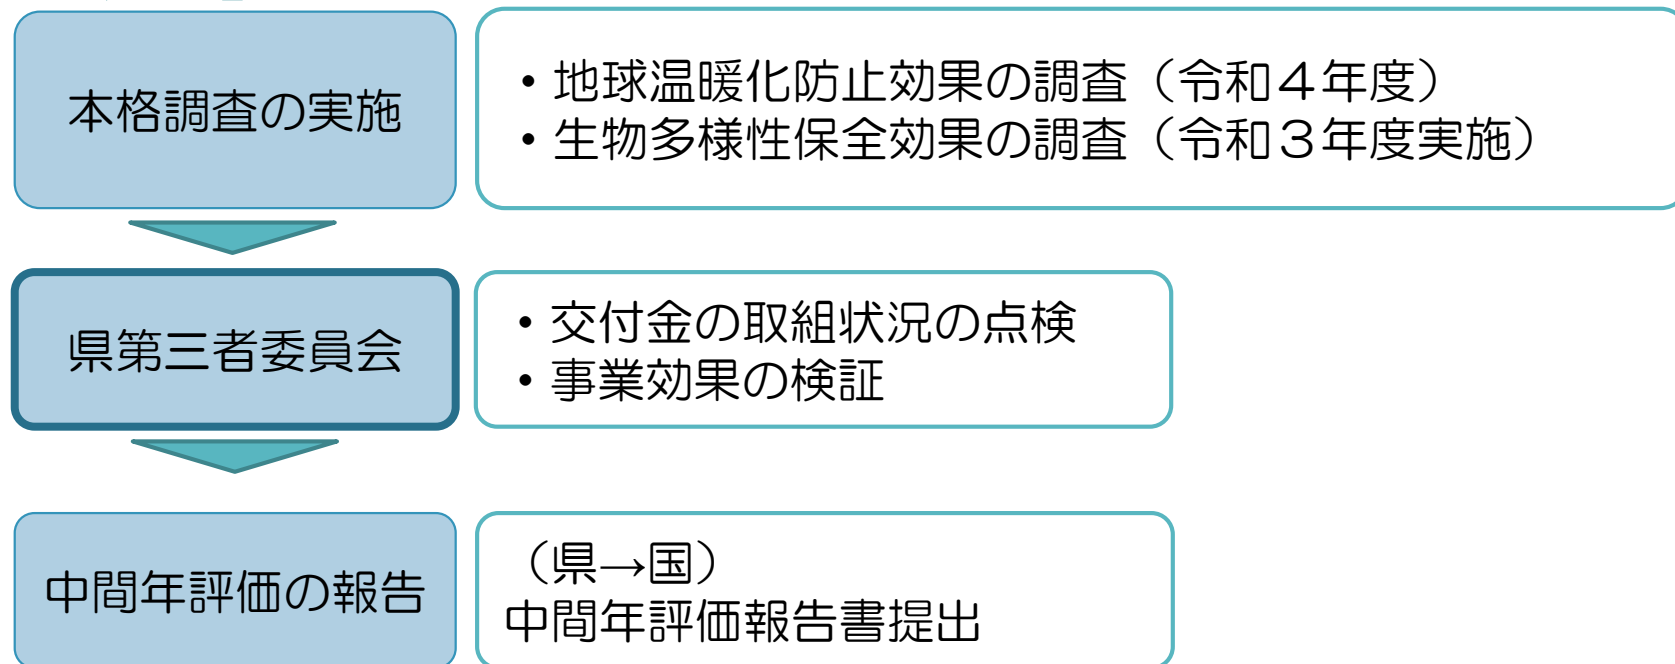 本格調査の実施
・地球温暖化防止効果の調査（令和４年度）
・生物多様性保全効果の調査（令和３年度実施）
県第三者委員会
・交付金の取組状況の点検
・事業効果の検証
中間年評価の報告
（県→国）
中間年評価報告書提出